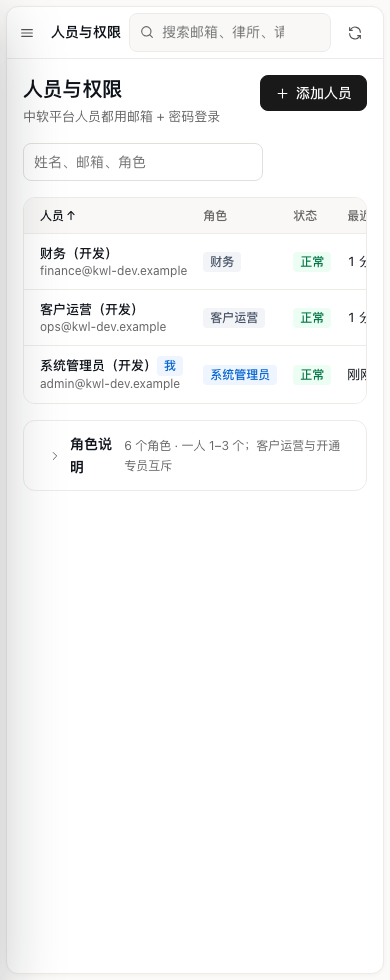 人员与权限
搜索邮箱、律所、
人员与权限
添加人员
中软平台人员都用邮箱 + 密码登录
姓名、邮箱、角色
人员↑ 角色 状态 最近
财务（开发）
finance@kwl-dev.example 财务 正常 1 分
客户运营（开发）
ops@kwl-dev.example 客户运营 正常 1 分
系统管理员（开发） 我
admin@kwl-dev.example 系统管理员 正常 刚刚
角色说明
6 个角色 · 一人 1–3 个；客户运营与开通
专员互斥